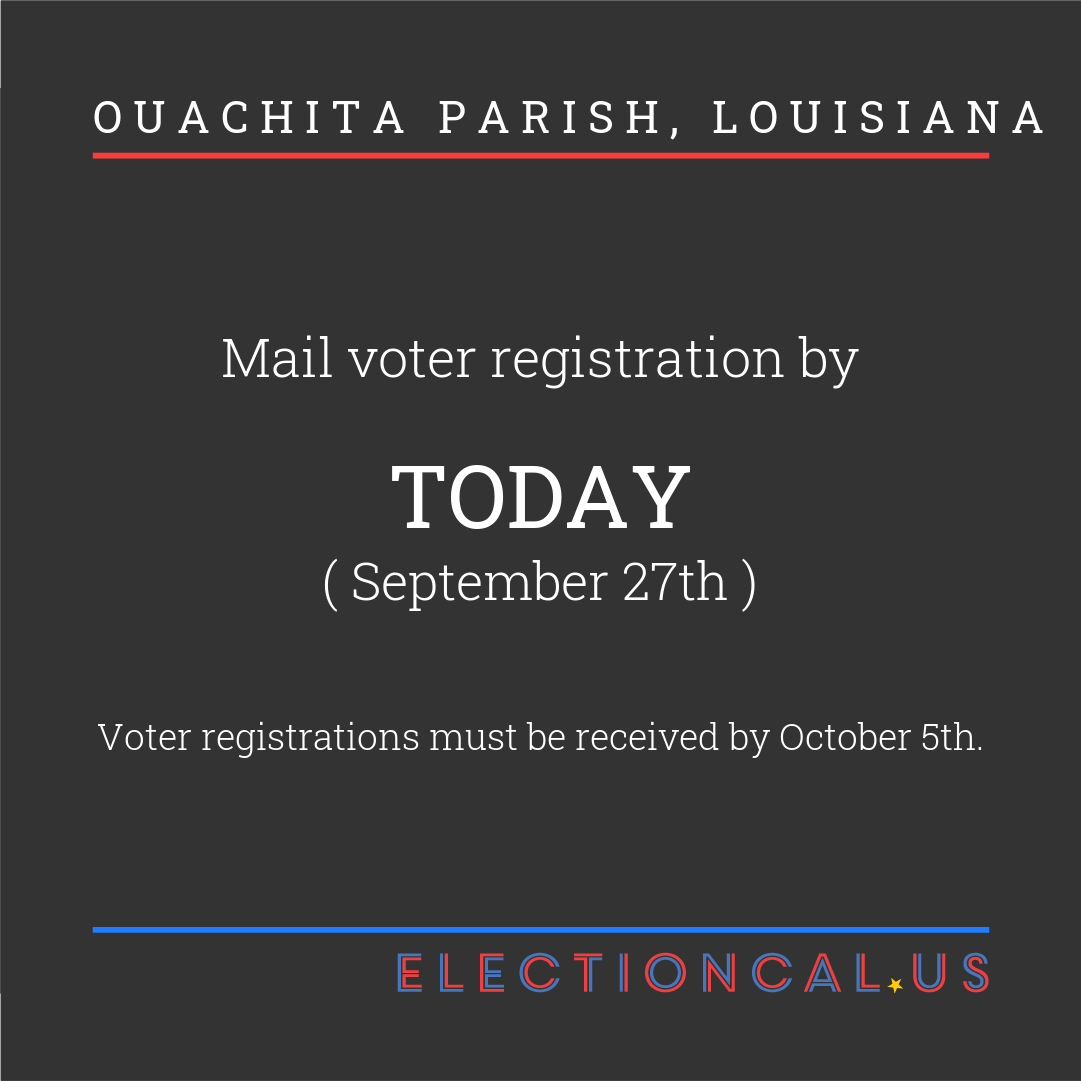 OUACHITA PARISH, LOUISIANA
Mail voter registration by
TODAY
( September 27th )
Voter registrations must be received by October 5th.
ELECTIONCAL.US